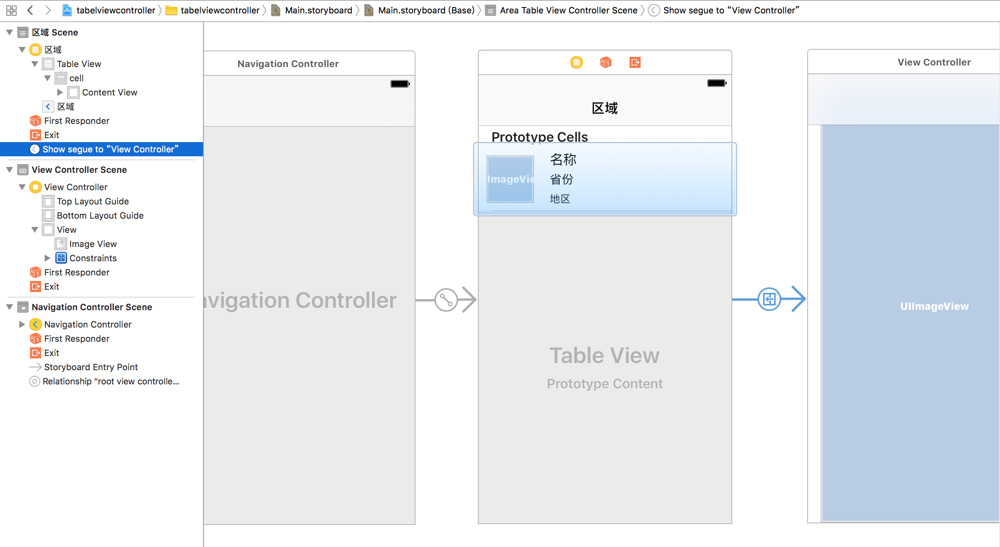 tabelviewcontroller tabelviewcontroller Main.storyboard Main.storyboard (Base) Area Table View Controller Scene Show segue to “View Controller”
区域 Scene
区域
Table View
cell
Content View
区域
First Responder
Exit
Show segue to “View Controller”
View Controller Scene
View Controller
Top Layout Guide
Bottom Layout Guide
View
Image View
Constraints
First Responder
Exit
Navigation Controller Scene
Navigation Controller
First Responder
Exit
Storyboard Entry Point
Relationship "root view controlle...
Navigation Controller
avigation Controller
区域
Prototype Cells
ImageVie
名称
省份
地区
Table View
Prototype Content
View Controller
UIImageView